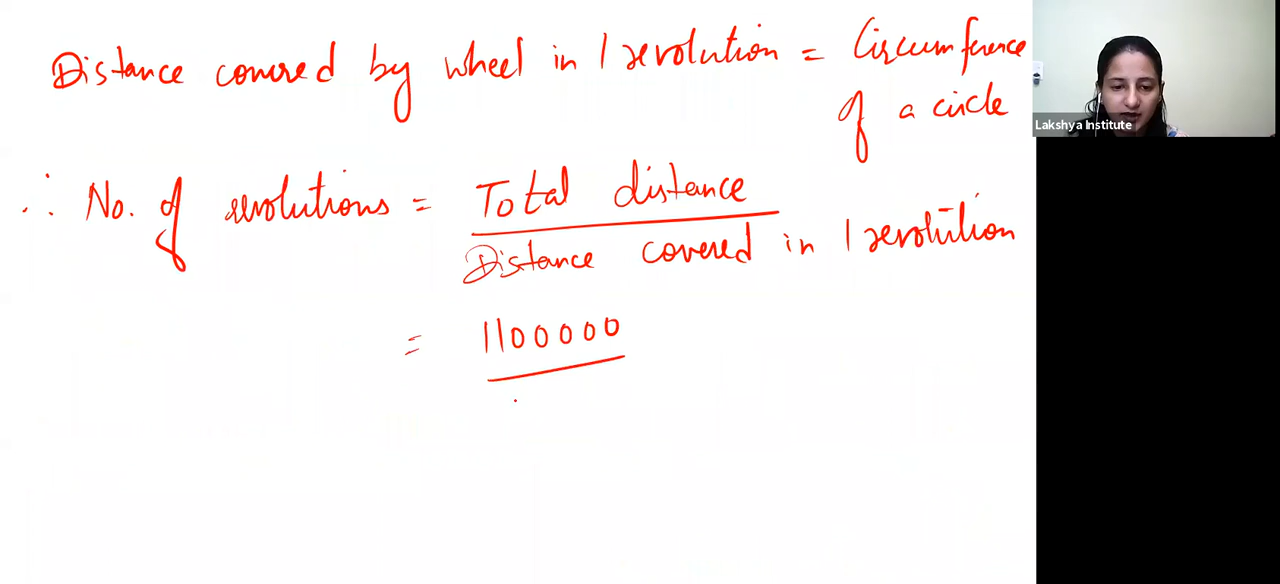 Distance covered by wheel in 1 revolution = Circumference
of a circle
Lakshya Institute
∴ No. of revolutions = Total distance
Distance covered in 1 revolution
= 1100000